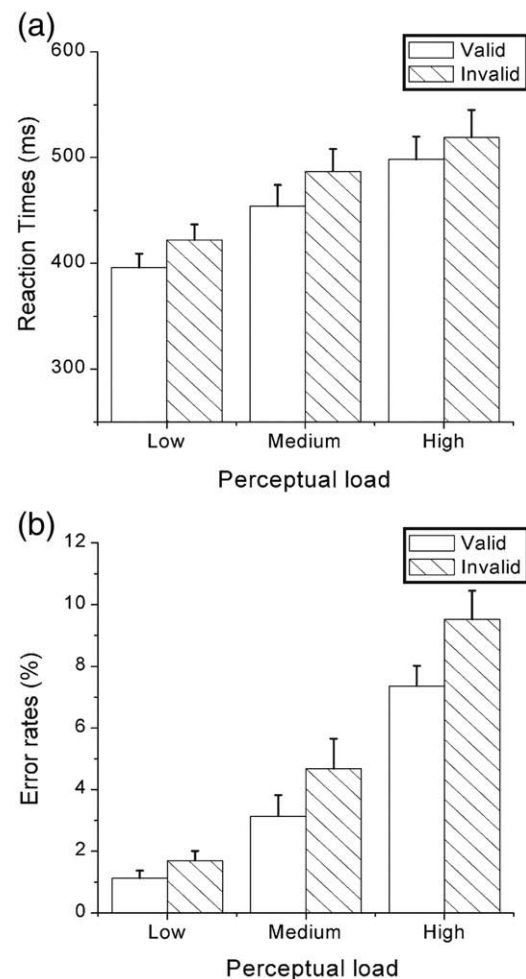 (a)
600
500
400
300
Reaction Times (ms)
Valid
Invalid
Low Medium High
Perceptual load
(b)
12
10
8
6
4
2
0
Error rates (%)
Valid
Invalid
Low Medium High
Perceptual load